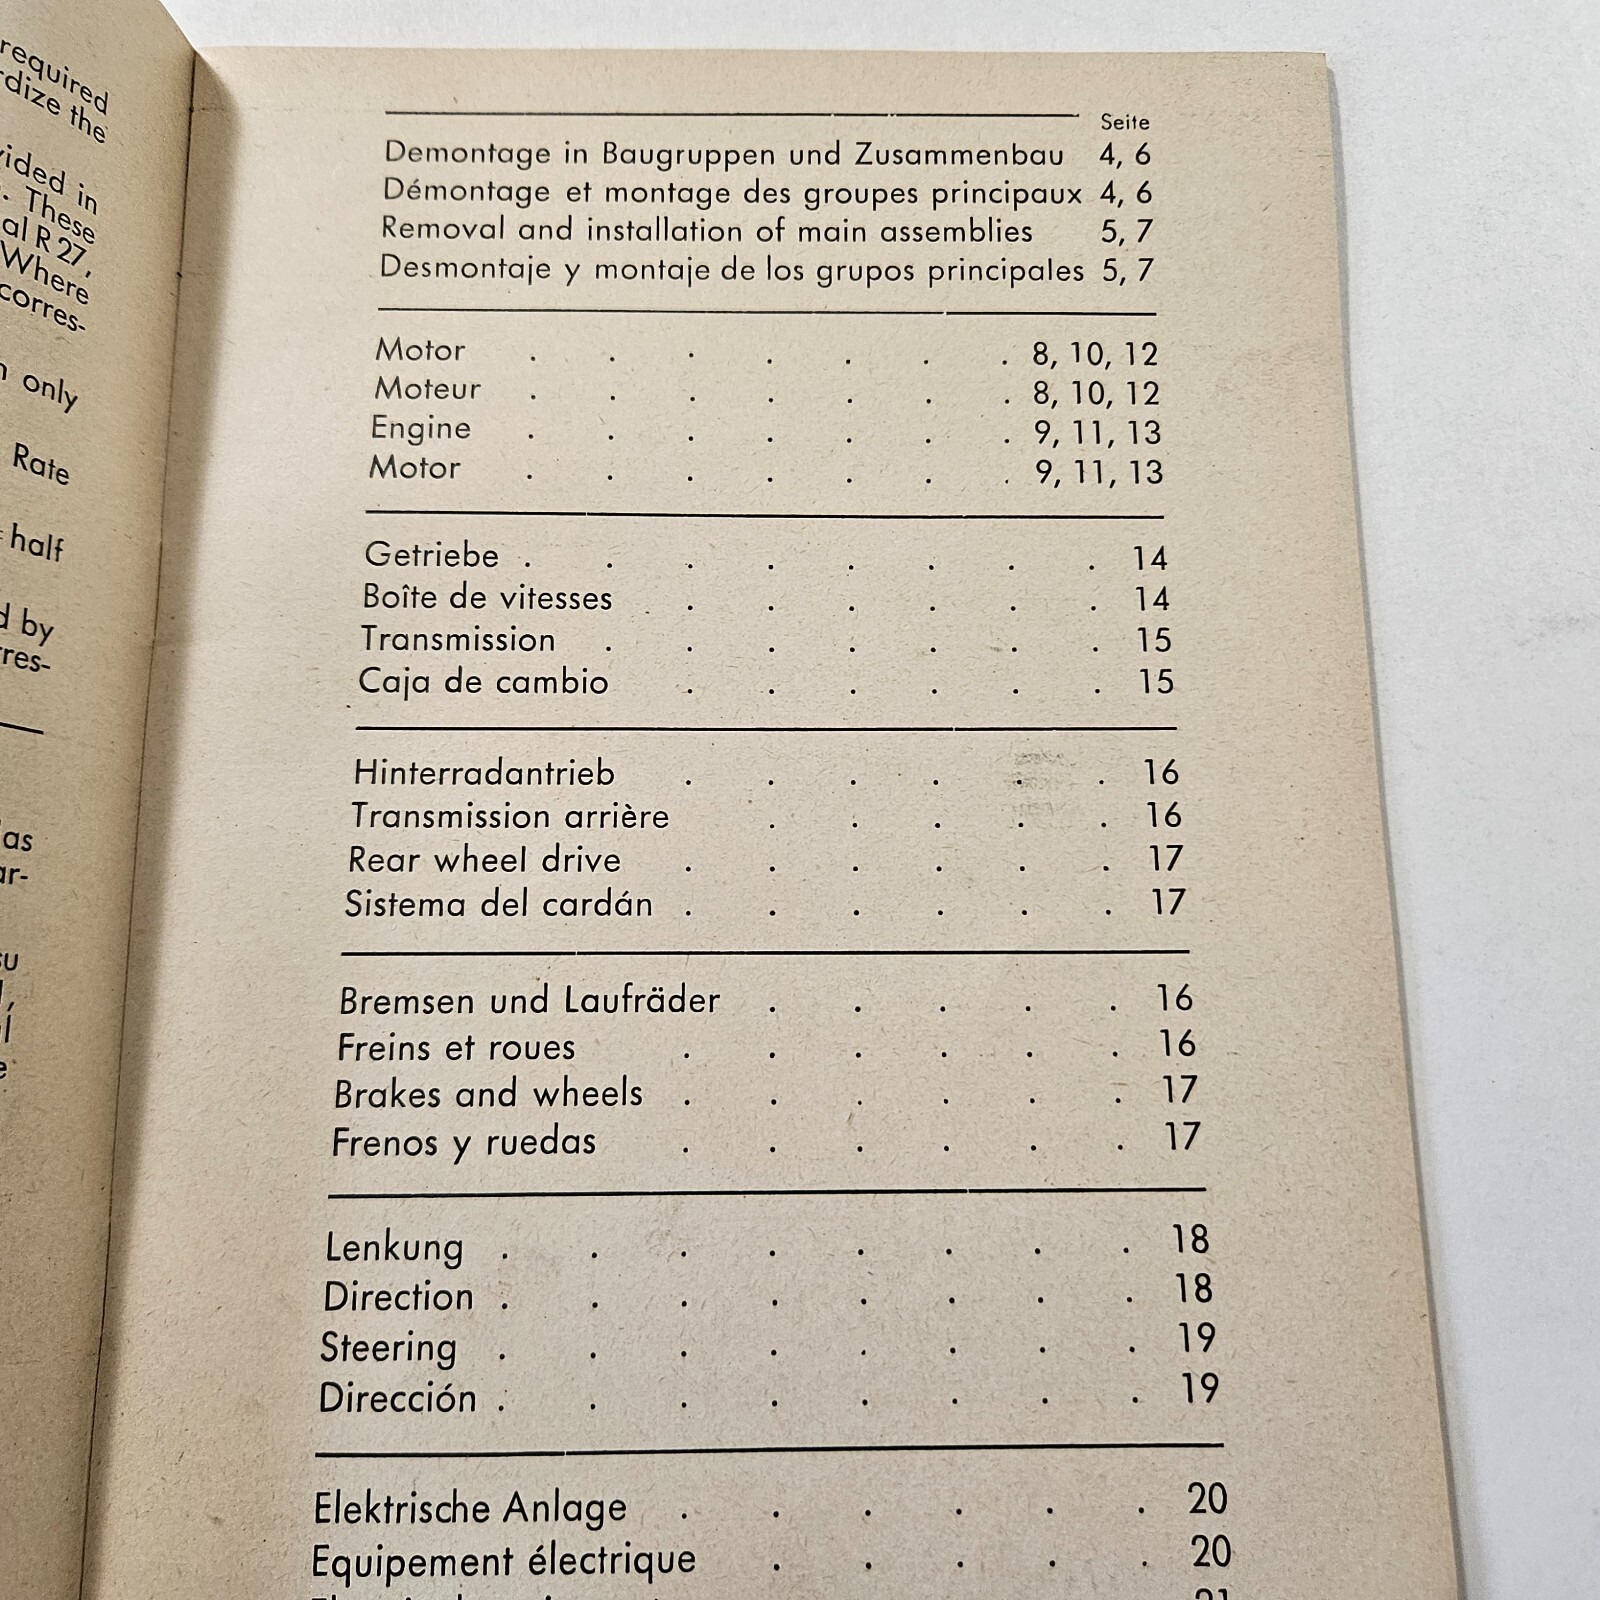 required
rdize the
vided in
These
al R 27,
Where
corres-
only
Rate
half
d by
res-
las
ar-
su
Seite
Demontage in Baugruppen und Zusammenbau 4, 6
Démontage et montage des groupes principaux 4, 6
Removal and installation of main assemblies 5, 7
Desmontaje y montaje de los grupos principales 5, 7
Motor . . . . . . . 8, 10, 12
Moteur . . . . . . . 8, 10, 12
Engine . . . . . . . 9, 11, 13
Motor . . . . . . . 9, 11, 13
Getriebe . . . . . . . . 14
Boîte de vitesses . . . . . . 14
Transmission . . . . . . . 15
Caja de cambio . . . . . . 15
Hinterradantrieb . . . . . . 16
Transmission arrière . . . . . 16
Rear wheel drive . . . . . . 17
Sistema del cardán . . . . . . 17
Bremsen und Laufräder . . . . . 16
Freins et roues . . . . . . 16
Brakes and wheels . . . . . . 17
Frenos y ruedas . . . . . . 17
Lenkung . . . . . . . . 18
Direction . . . . . . . . 18
Steering . . . . . . . . 19
Dirección . . . . . . . . 19
Elektrische Anlage . . . . . . 20
Equipement électrique . . . . . 20
21